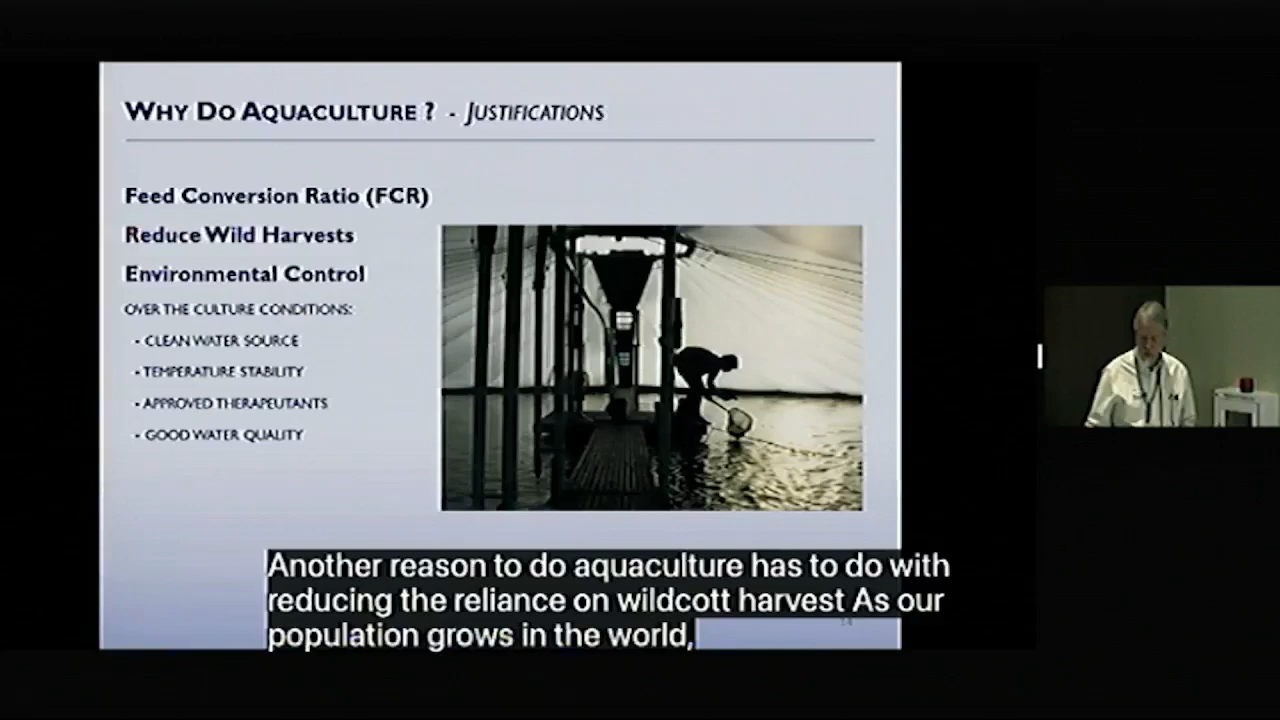 WHY DO AQUACULTURE ? - JUSTIFICATIONS
Feed Conversion Ratio (FCR)
Reduce Wild Harvests
Environmental Control
OVER THE CULTURE CONDITIONS:
- CLEAN WATER SOURCE
- TEMPERATURE STABILITY
- APPROVED THERAPEUTANTS
- GOOD WATER QUALITY
Another reason to do aquaculture has to do with
reducing the reliance on wildcott harvest As our
population grows in the world,
14